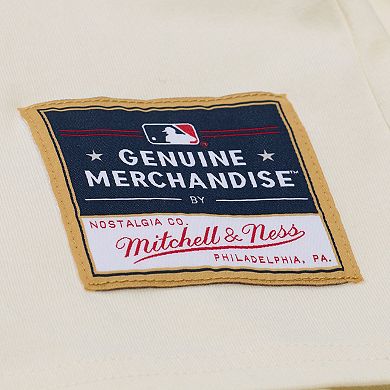 GENUINE
MERCHANDISE™
BY
NOSTALGIA CO.
Mitchell & Ness
PHILADELPHIA, PA.